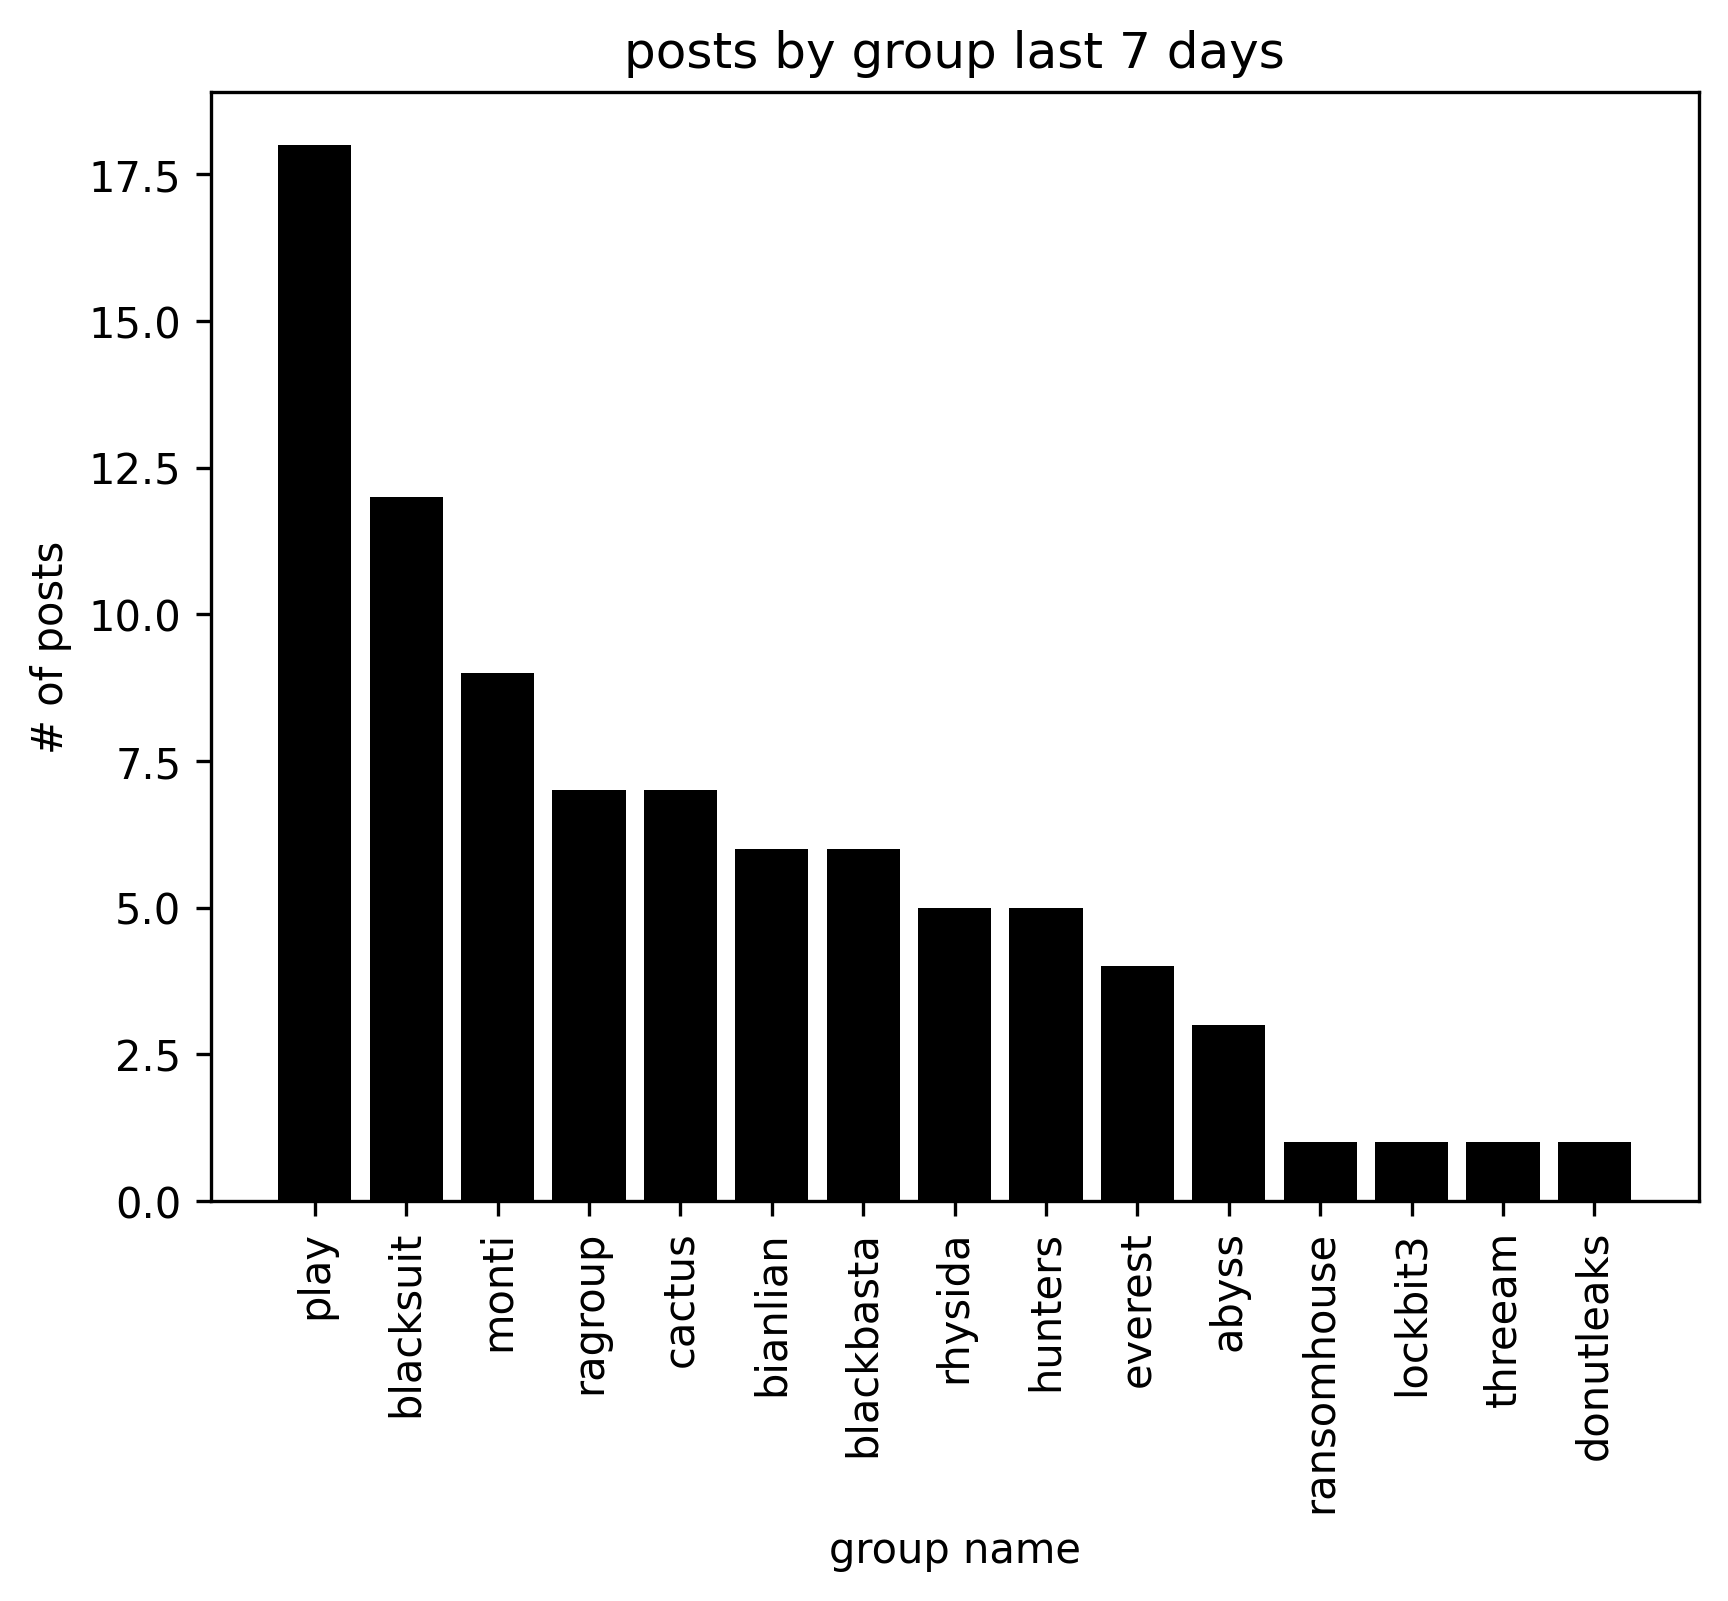 posts by group last 7 days
17.5
15.0
12.5
10.0
7.5
5.0
2.5
0.0
# of posts
play
blacksuit
monti
ragroup
cactus
bianlian
blackbasta
rhysida
hunters
everest
abyss
ransomhouse
lockbit3
threeam
donutleaks
group name